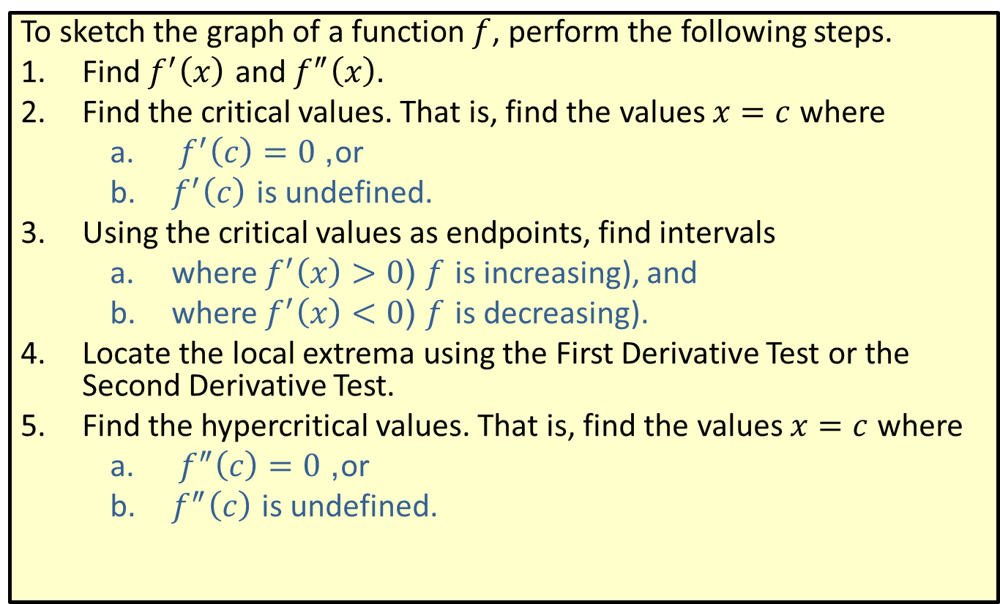 To sketch the graph of a function f, perform the following steps.
1. Find f′(x) and f″(x).
2. Find the critical values. That is, find the values x = c where
a. f′(c) = 0 ,or
b. f′(c) is undefined.
3. Using the critical values as endpoints, find intervals
a. where f′(x) > 0) f is increasing), and
b. where f′(x) < 0) f is decreasing).
4. Locate the local extrema using the First Derivative Test or the
Second Derivative Test.
5. Find the hypercritical values. That is, find the values x = c where
a. f″(c) = 0 ,or
b. f″(c) is undefined.